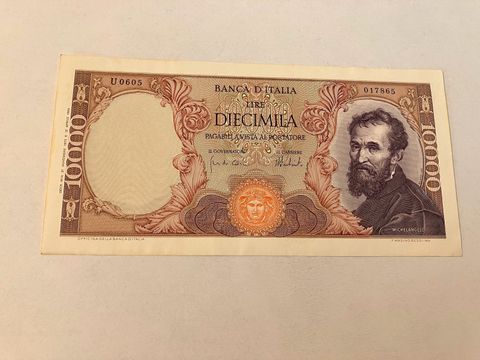 U 0605
BANCA D'ITALIA
LIRE
DIECIMILA
PAGABILI A VISTA AL PORTATORE
IL GOVERNATORE
IL CASSIERE
017865
10000
10000
MICHELANGELO
OFFICINA DELLA BANCA D'ITALIA